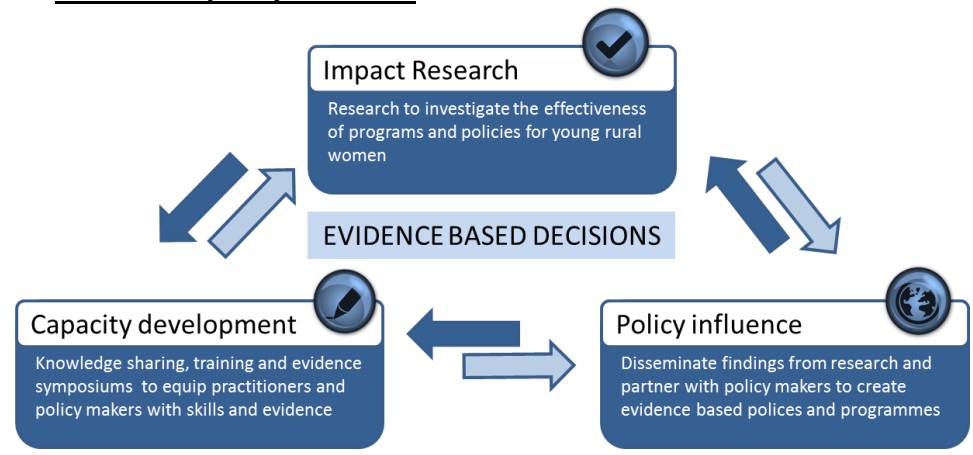 Impact Research
Research to investigate the effectiveness
of programs and policies for young rural
women
EVIDENCE BASED DECISIONS
Capacity development
Knowledge sharing, training and evidence
symposiums to equip practitioners and
policy makers with skills and evidence
Policy influence
Disseminate findings from research and
partner with policy makers to create
evidence based polices and programmes